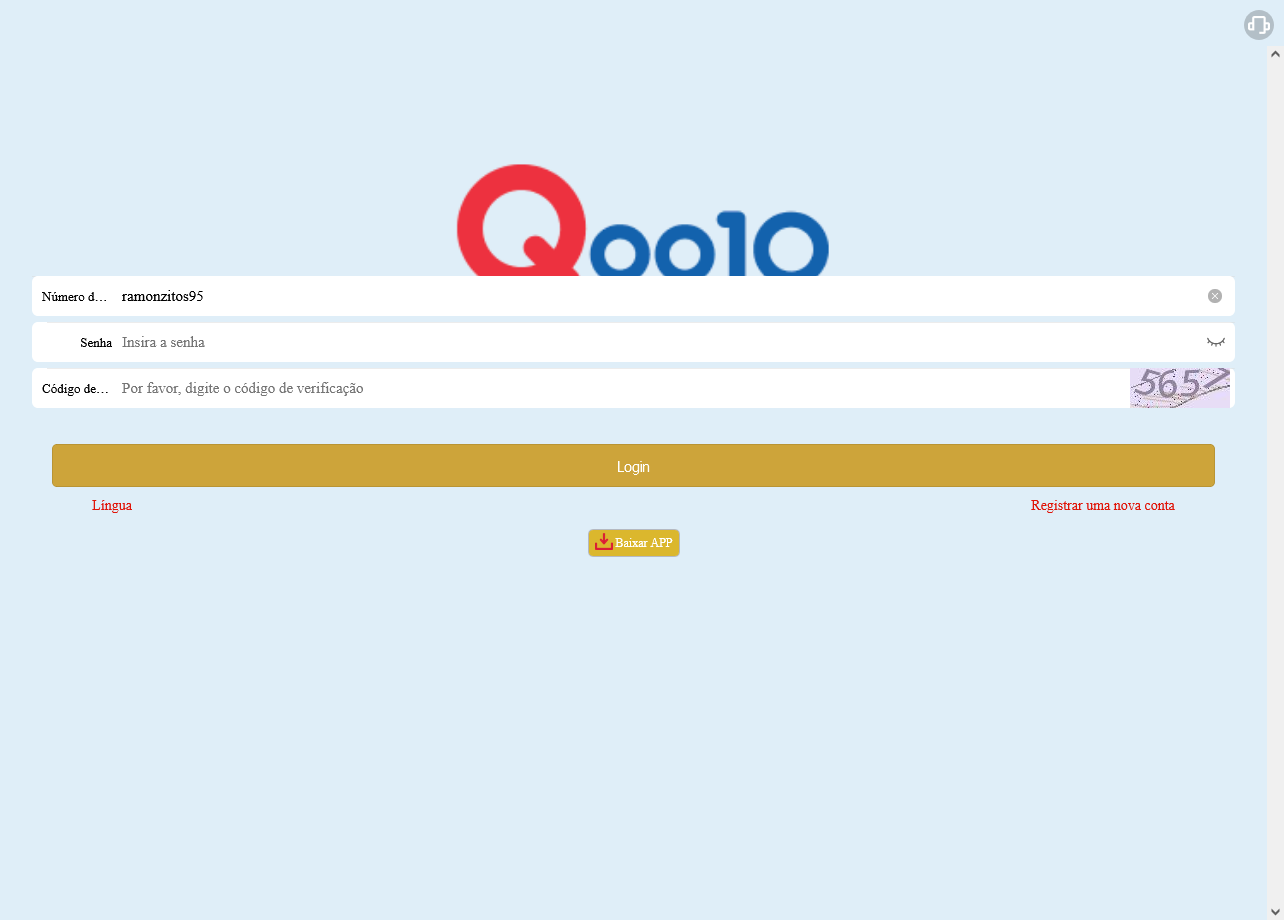 Qoo10
Número d... ramonzitos95
Senha Insira a senha
Código de... Por favor, digite o código de verificação 5657
Login
Língua Registrar uma nova conta
Baixar APP